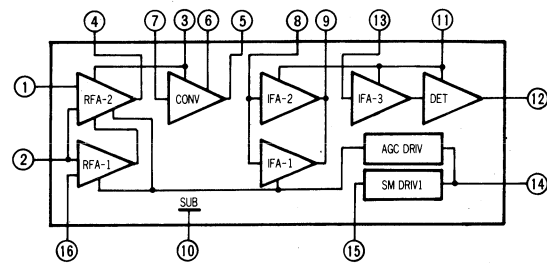 4 7 3 6 5 8 9 13 11
1 RFA-2 CONV IFA-2 IFA-3 DET 12
2 RFA-1 IFA-1 AGC DRIV
SM DRV1 14
SUB
16 10 15